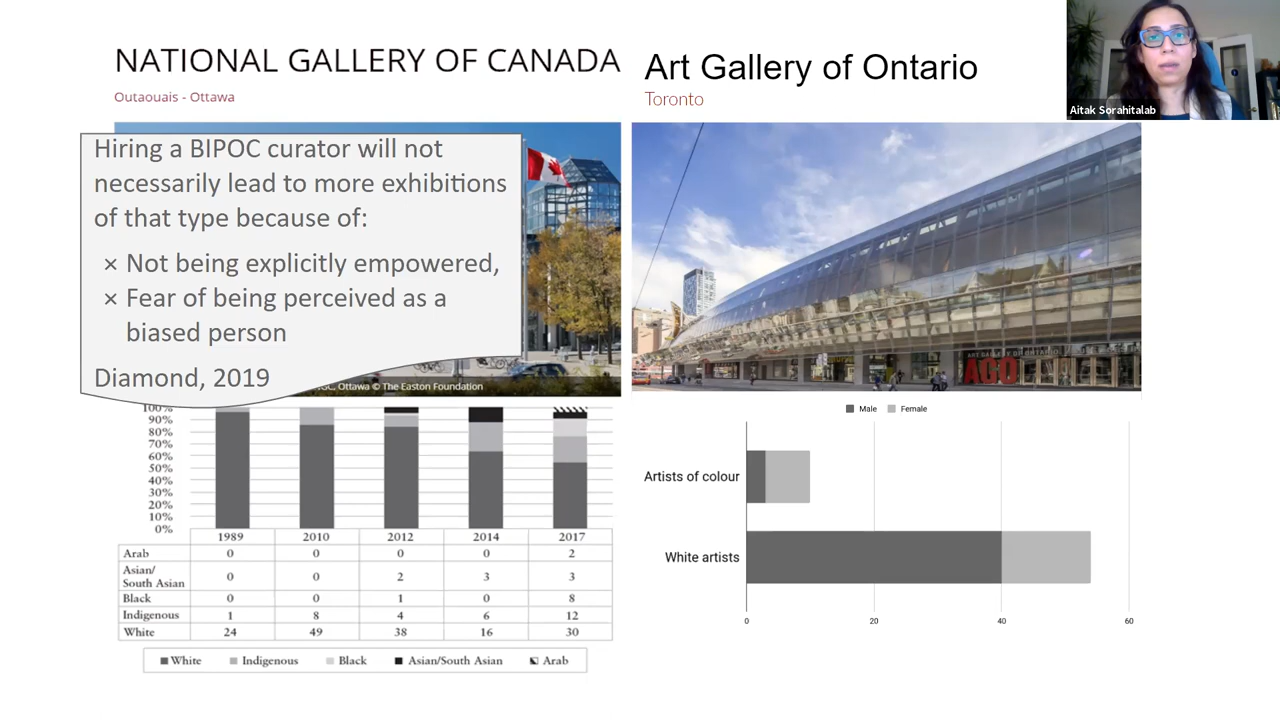 NATIONAL GALLERY OF CANADA
Outaouais - Ottawa
Art Gallery of Ontario
Toronto
Aitak Sorahitalab
Hiring a BIPOC curator will not
necessarily lead to more exhibitions
of that type because of:
× Not being explicitly empowered,
× Fear of being perceived as a
biased person
Diamond, 2019
Ottawa © The Easton Foundation
ART GALLERY OF ONTARIO
AGO
100%
90%
80%
70%
60%
50%
40%
30%
20%
10%
0%
1989 2010 2012 2014 2017
Arab 0 0 0 0 2
Asian/
South Asian 0 0 2 3 3
Black 0 0 1 0 8
Indigenous 1 8 4 6 12
White 24 49 38 16 30
White Indigenous Black Asian/South Asian Arab
Male Female
Artists of colour
White artists
0 20 40 60